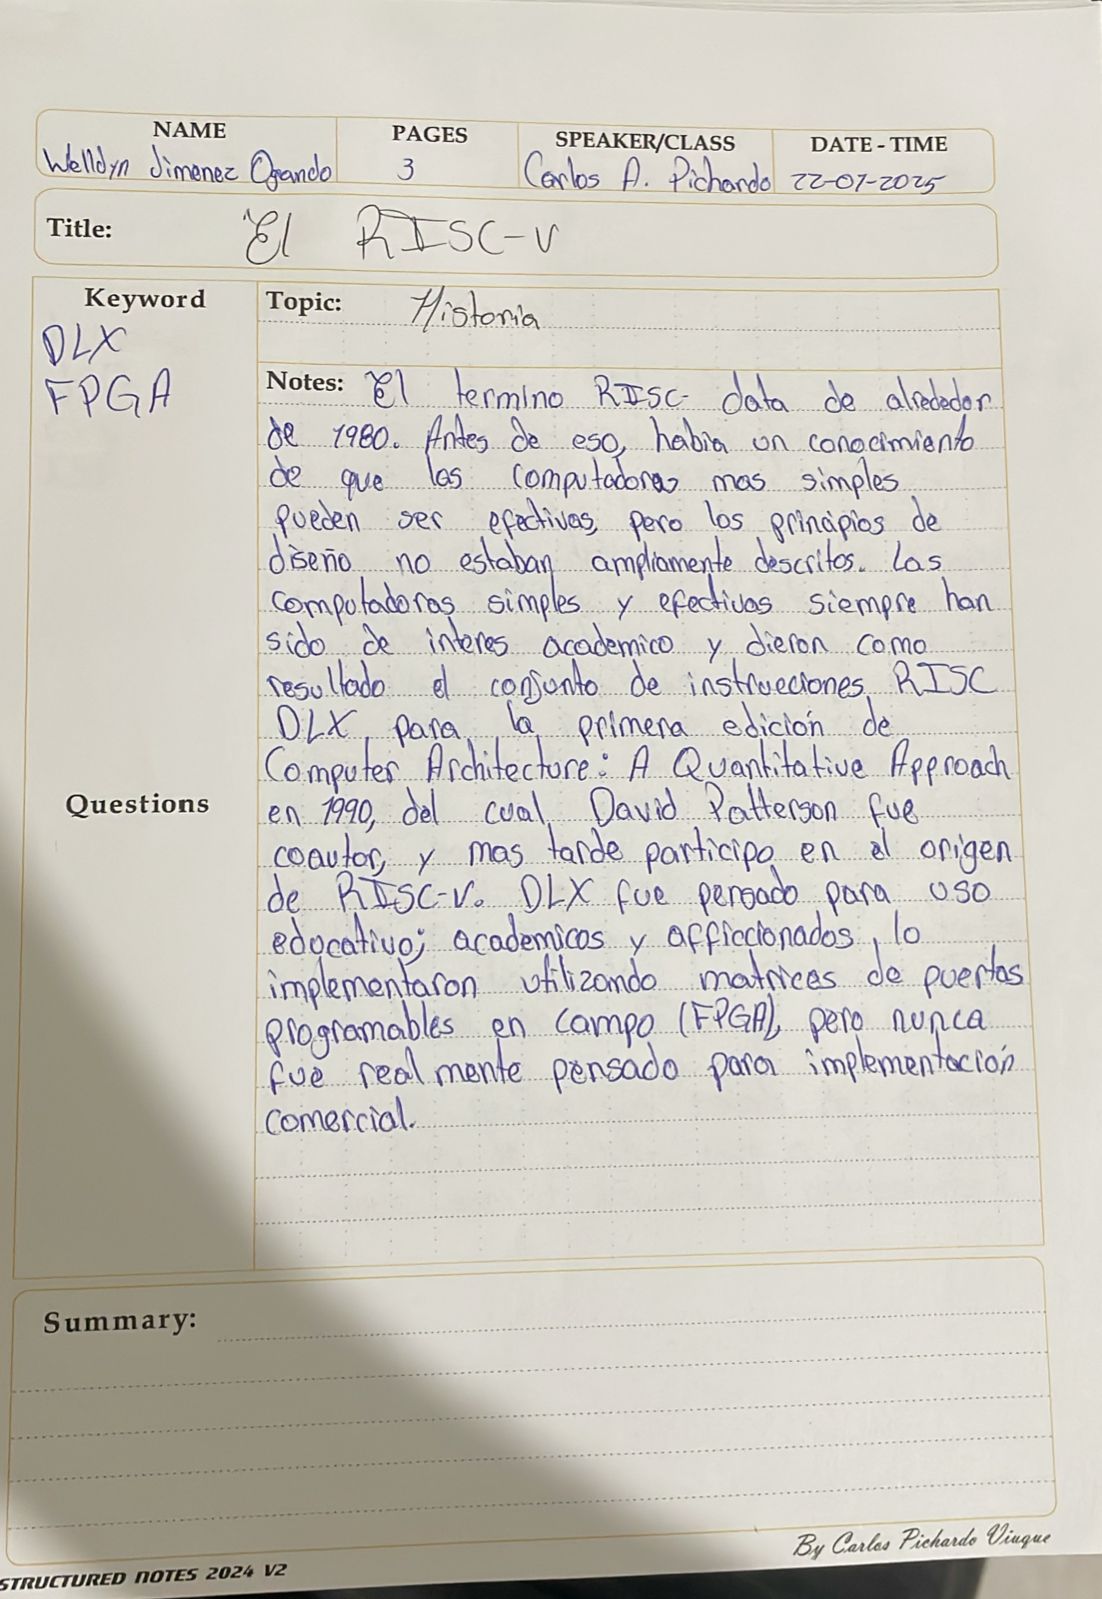 NAME PAGES SPEAKER/CLASS DATE - TIME
Welldyn Jimenez Ogando 3 Carlos A. Pichardo 22-07-2025
Title: El RISC-V
Keyword
DLX
FPGA
Topic: Historia
Notes: El termino RISC data de alrededor
de 1980. Antes de eso, habia un conocimiento
de que las computadoras mas simples
pueden ser efectivas, pero los principios de
diseño no estaban ampliamente descritos. Las
computadoras simples y efectivas siempre han
sido de interes academico y dieron como
resultado el conjunto de instrucciones RISC
DLX para la primera edición de
Computer Architecture: A Quantitative Approach
en 1990, del cual David Patterson fue
coautor, y mas tarde participo en el origen
de RISC-V. DLX fue pensado para uso
educativo; academicos y afficcionados, lo
implementaron utilizando matrices de puertas
programables en campo (FPGA), pero nunca
fue realmente pensado para implementación
comercial.
Questions
Summary:
By Carlos Pichardo Viuque
STRUCTURED NOTES 2024 V2